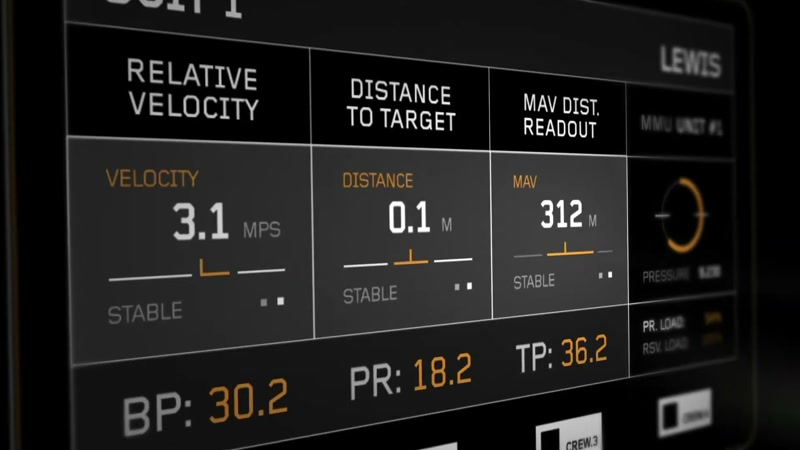 LEWIS
RELATIVE
VELOCITY
DISTANCE
TO TARGET
MAV DIST.
READOUT
MMU UNIT #1
VELOCITY
3.1 MPS
STABLE
DISTANCE
0.1 M
STABLE
MAV
312 M
STABLE
PRESSURE
PR. LOAD:
RSV. LOAD:
BP: 30.2
PR: 18.2
TP: 36.2
CREW.3